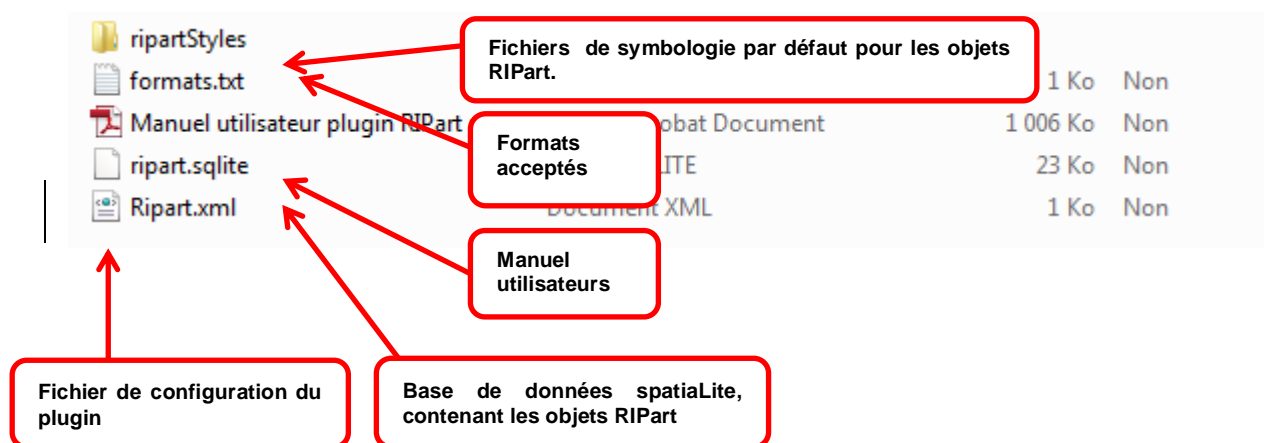 ripartStyles
Fichiers de symbologie par défaut pour les objets
RIPart.
formats.txt 1 Ko Non
Manuel utilisateur plugin RIPart obat Document 1 006 Ko Non
Formats
acceptés
ripart.sqlite ITE 23 Ko Non
Ripart.xml Document XML 1 Ko Non
Manuel
utilisateurs
Fichier de configuration du
plugin
Base de données spatiaLite,
contenant les objets RIPart